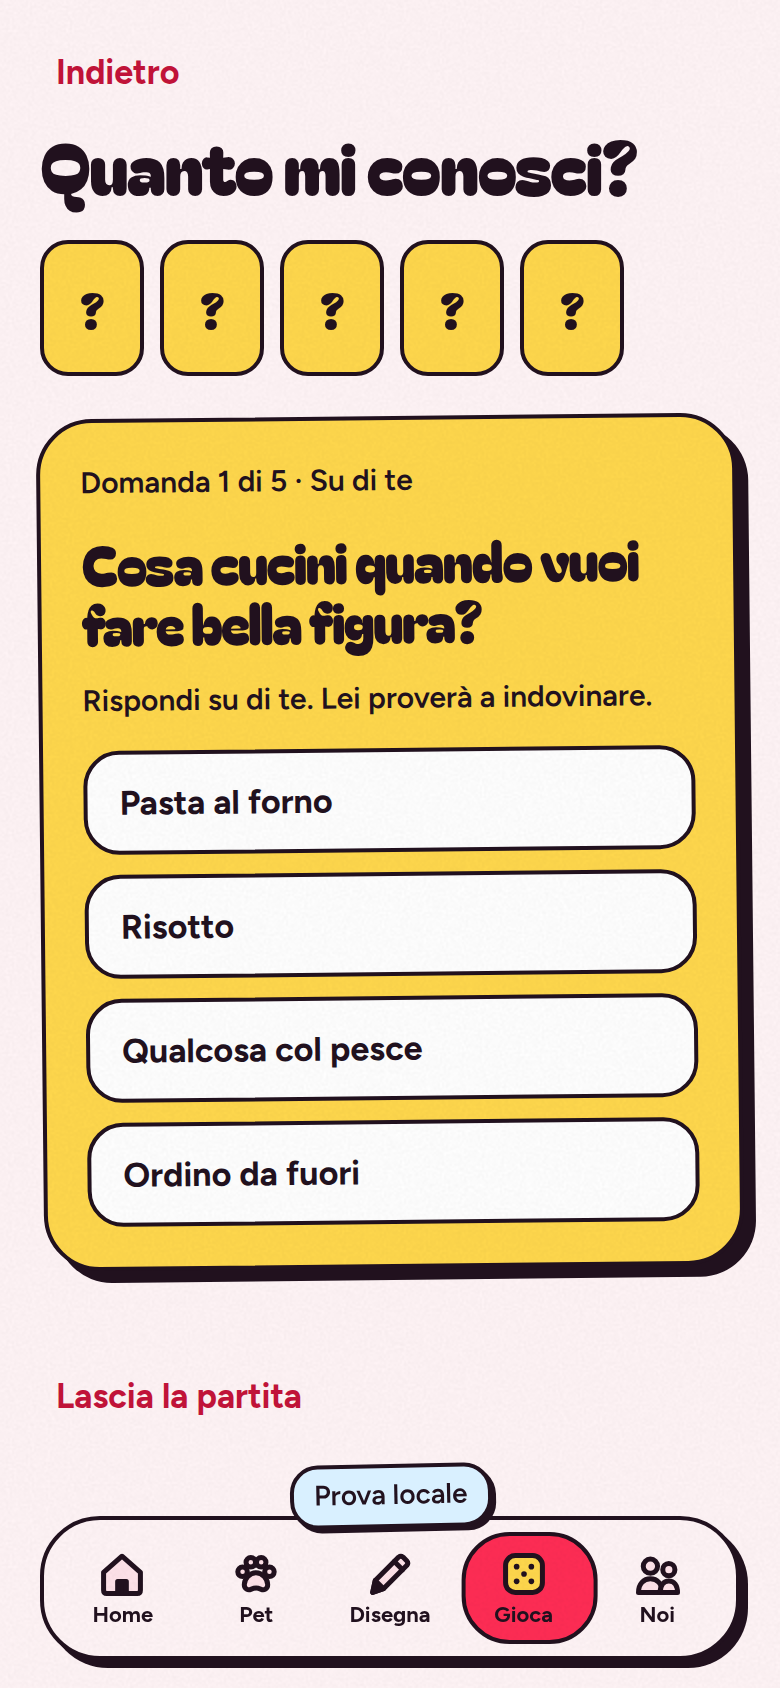 Indietro
Quanto mi conosci?
? ? ? ? ?
Domanda 1 di 5 · Su di te
Cosa cucini quando vuoi
fare bella figura?
Rispondi su di te. Lei proverà a indovinare.
Pasta al forno
Risotto
Qualcosa col pesce
Ordino da fuori
Lascia la partita
Prova locale
Home Pet Disegna Gioca Noi